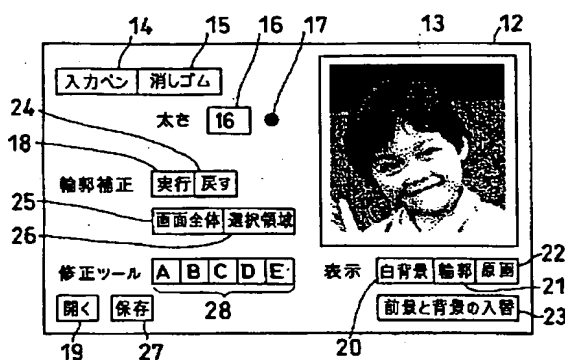 14 15 16 17 13 12
入力ペン 消しゴム
太さ 16
24
18
輪郭補正 実行 戻す
25
画面全体 選択領域
26
修正ツール A B C D E 表示 白背景 輪郭 原画 22
28 21
開く 保存 前景と背景の入替 23
19 27 20